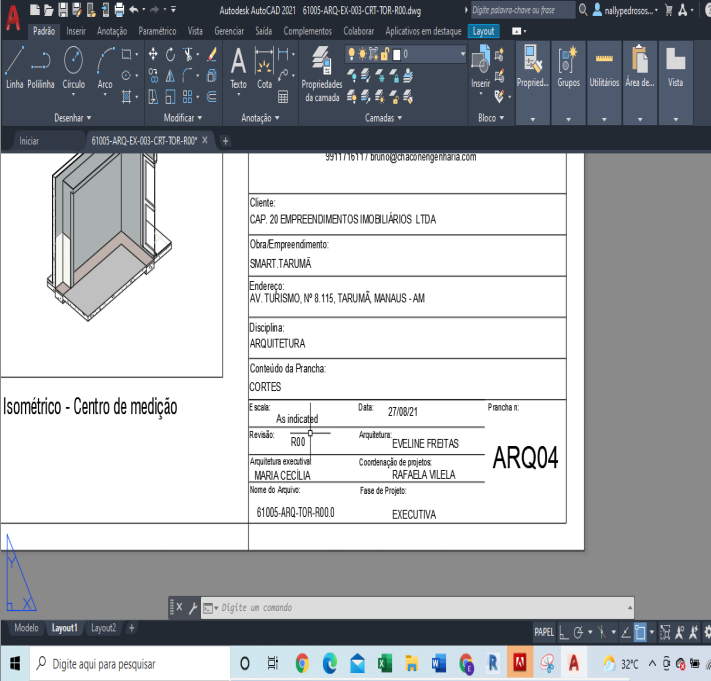 Autodesk AutoCAD 2021 61005-ARQ-EX-003-CRT-TOR-R00.dwg
Digite palavra-chave ou frase
nallypedrosos...
Padrão Inserir Anotação Paramétrico Vista Gerenciar Saída Complementos Colaborar Aplicativos em destaque Layout
0
Linha Polilinha Círculo Arco
Texto Cota
Propriedades da camada
Inserir
Propried...
Grupos
Utilitários
Área de...
Vista
Desenhar
Modificar
Anotação
Camadas
Bloco
Iniciar
61005-ARQ-EX-003-CRT-TOR-R00*
991171611 / bruno@chaconengenharia.com
Cliente:
CAP. 20 EMPREENDIMENTOS IMOBILIÁRIOS LTDA
Obra/Empreendimento:
SMART.TARUMÃ
Endereço:
AV. TURISMO, Nº 8.115, TARUMÃ, MANAUS - AM
Disciplina:
ARQUITETURA
Conteúdo da Prancha:
CORTES
Isométrico - Centro de medição
Escala:
As indicated
Data:
27/08/21
Prancha n:
Revisão:
R00
Arquitetura:
EVELINE FREITAS
ARQ04
Arquitetura executival
MARIA CECÍLIA
Coordenação de projetos:
RAFAELA VILELA
Nome do Arquivo:
61005-ARQ-TOR-R00.0
Fase de Projeto:
EXECUTIVA
Y
X
Digite um comando
Modelo Layout1 Layout2 +
PAPEL
Digite aqui para pesquisar
32°C